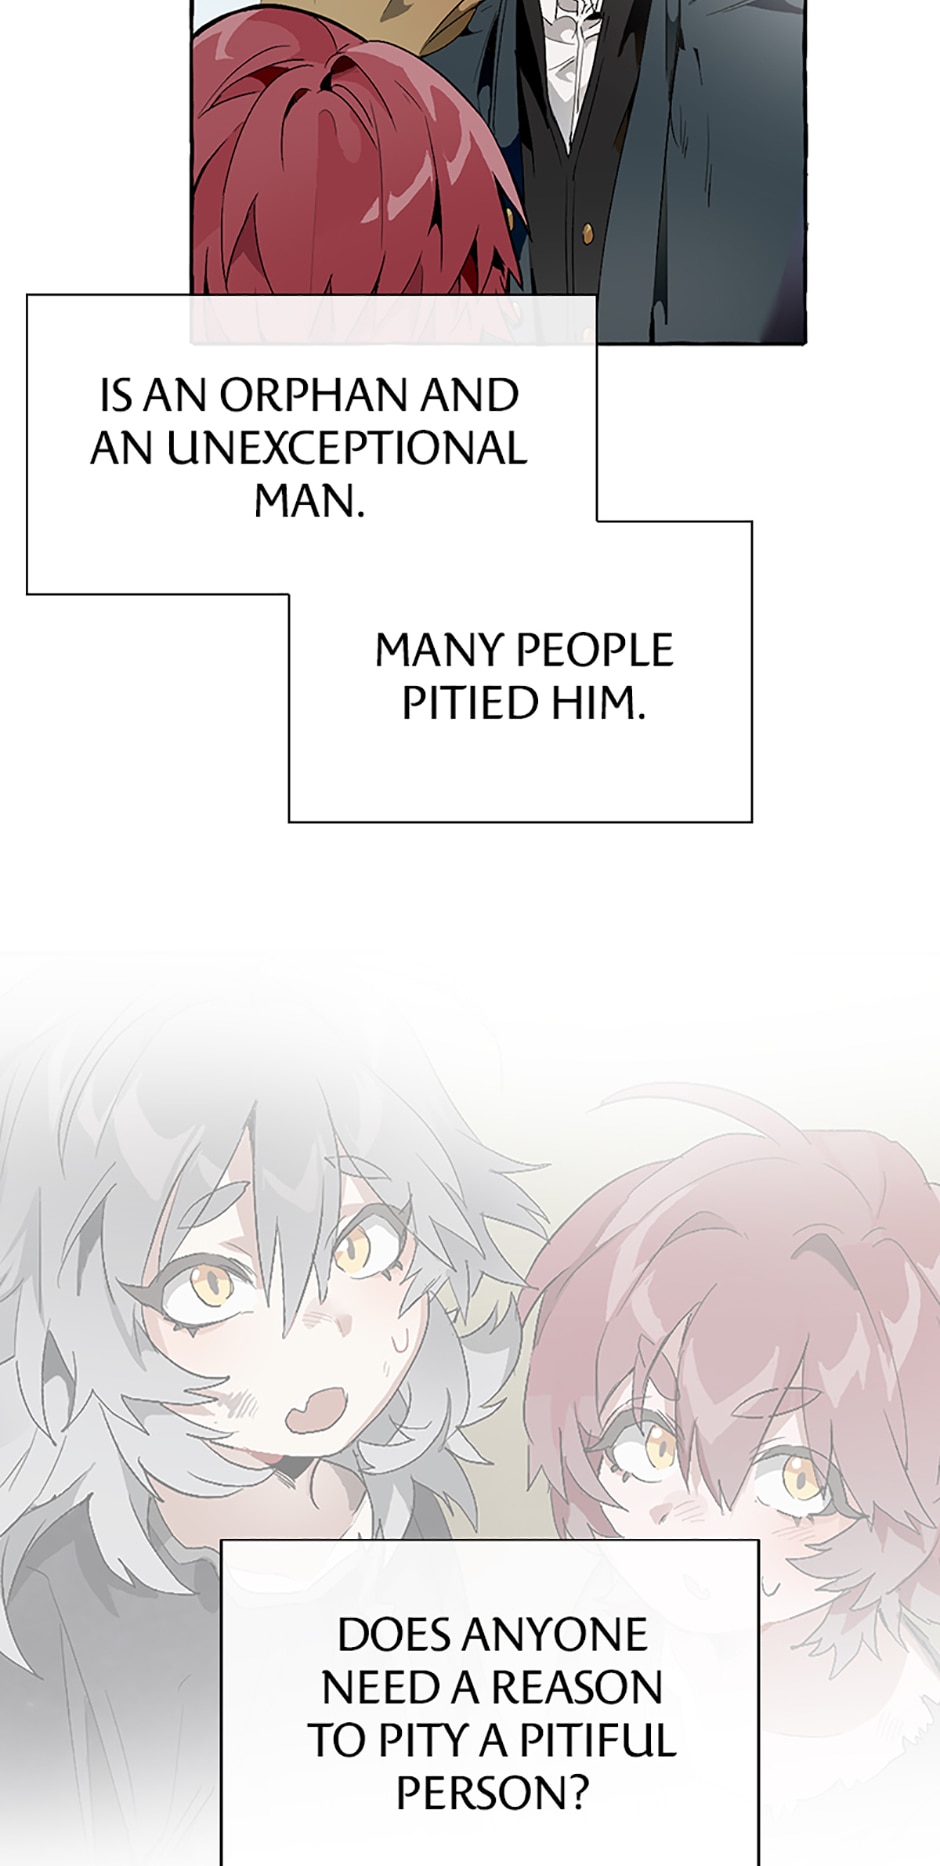 IS AN ORPHAN AND
AN UNEXCEPTIONAL
MAN.
MANY PEOPLE
PITIED HIM.
DOES ANYONE
NEED A REASON
TO PITY A PITIFUL
PERSON?